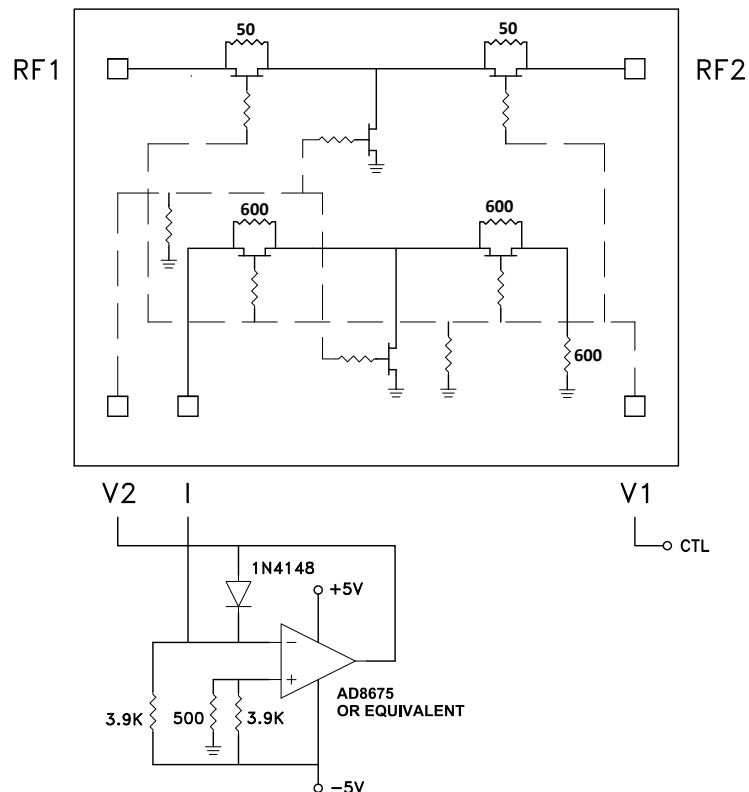 50
50
RF1
RF2
600
600
600
V2
I
V1
CTL
1N4148
+5V
−
+
AD8675
OR EQUIVALENT
3.9K
500
3.9K
−5V